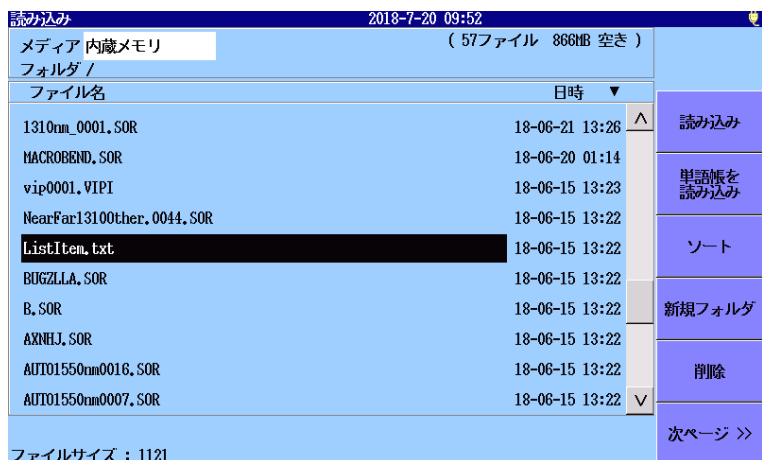 読み込み 2018-7-20 09:52
メディア 内蔵メモリ ( 57ファイル 866MB 空き )
フォルダ /
ファイル名 日時 ▼
1310nm_0001.SOR 18-06-21 13:26
MACROBEND.SOR 18-06-20 01:14
vip0001.VIPI 18-06-15 13:23
NearFar1310Other.0044.SOR 18-06-15 13:22
ListItem.txt 18-06-15 13:22
BUGZLLA.SOR 18-06-15 13:22
B.SOR 18-06-15 13:22
AXNHJ.SOR 18-06-15 13:22
AUTO1550nm0016.SOR 18-06-15 13:22
AUTO1550nm0007.SOR 18-06-15 13:22
ファイルサイズ : 1121
読み込み
単語帳を
読み込み
ソート
新規フォルダ
削除
次ページ >>